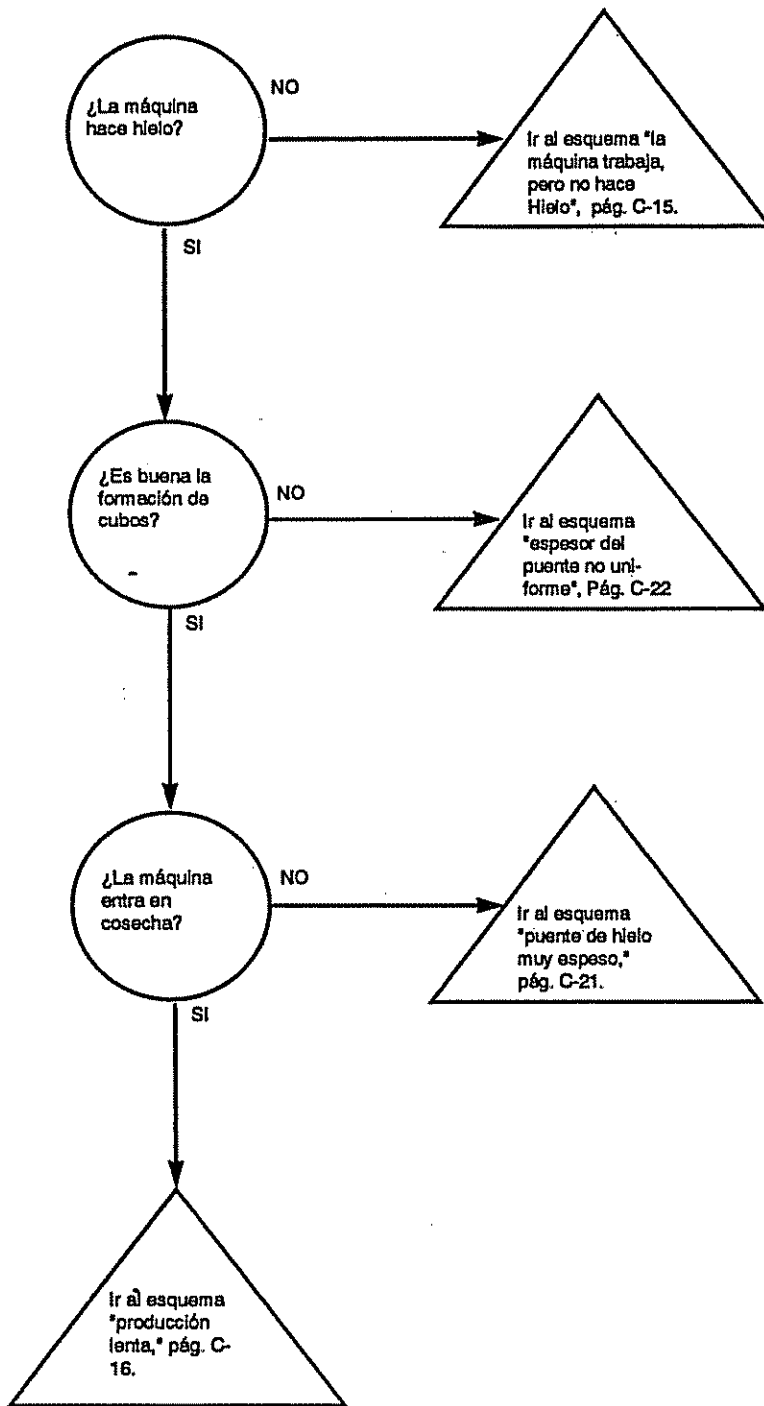 ¿La máquina
hace hielo?
NO
Ir al esquema "la
máquina trabaja,
pero no hace
Hielo", pág. C-15.
SI
¿Es buena la
formación de
cubos?
NO
Ir al esquema
"espesor del
puente no uni-
forme", Pág. C-22
SI
¿La máquina
entra en
cosecha?
NO
Ir al esquema
"puente de hielo
muy espeso,"
pág. C-21.
SI
Ir al esquema
"producción
lenta," pág. C-
16.